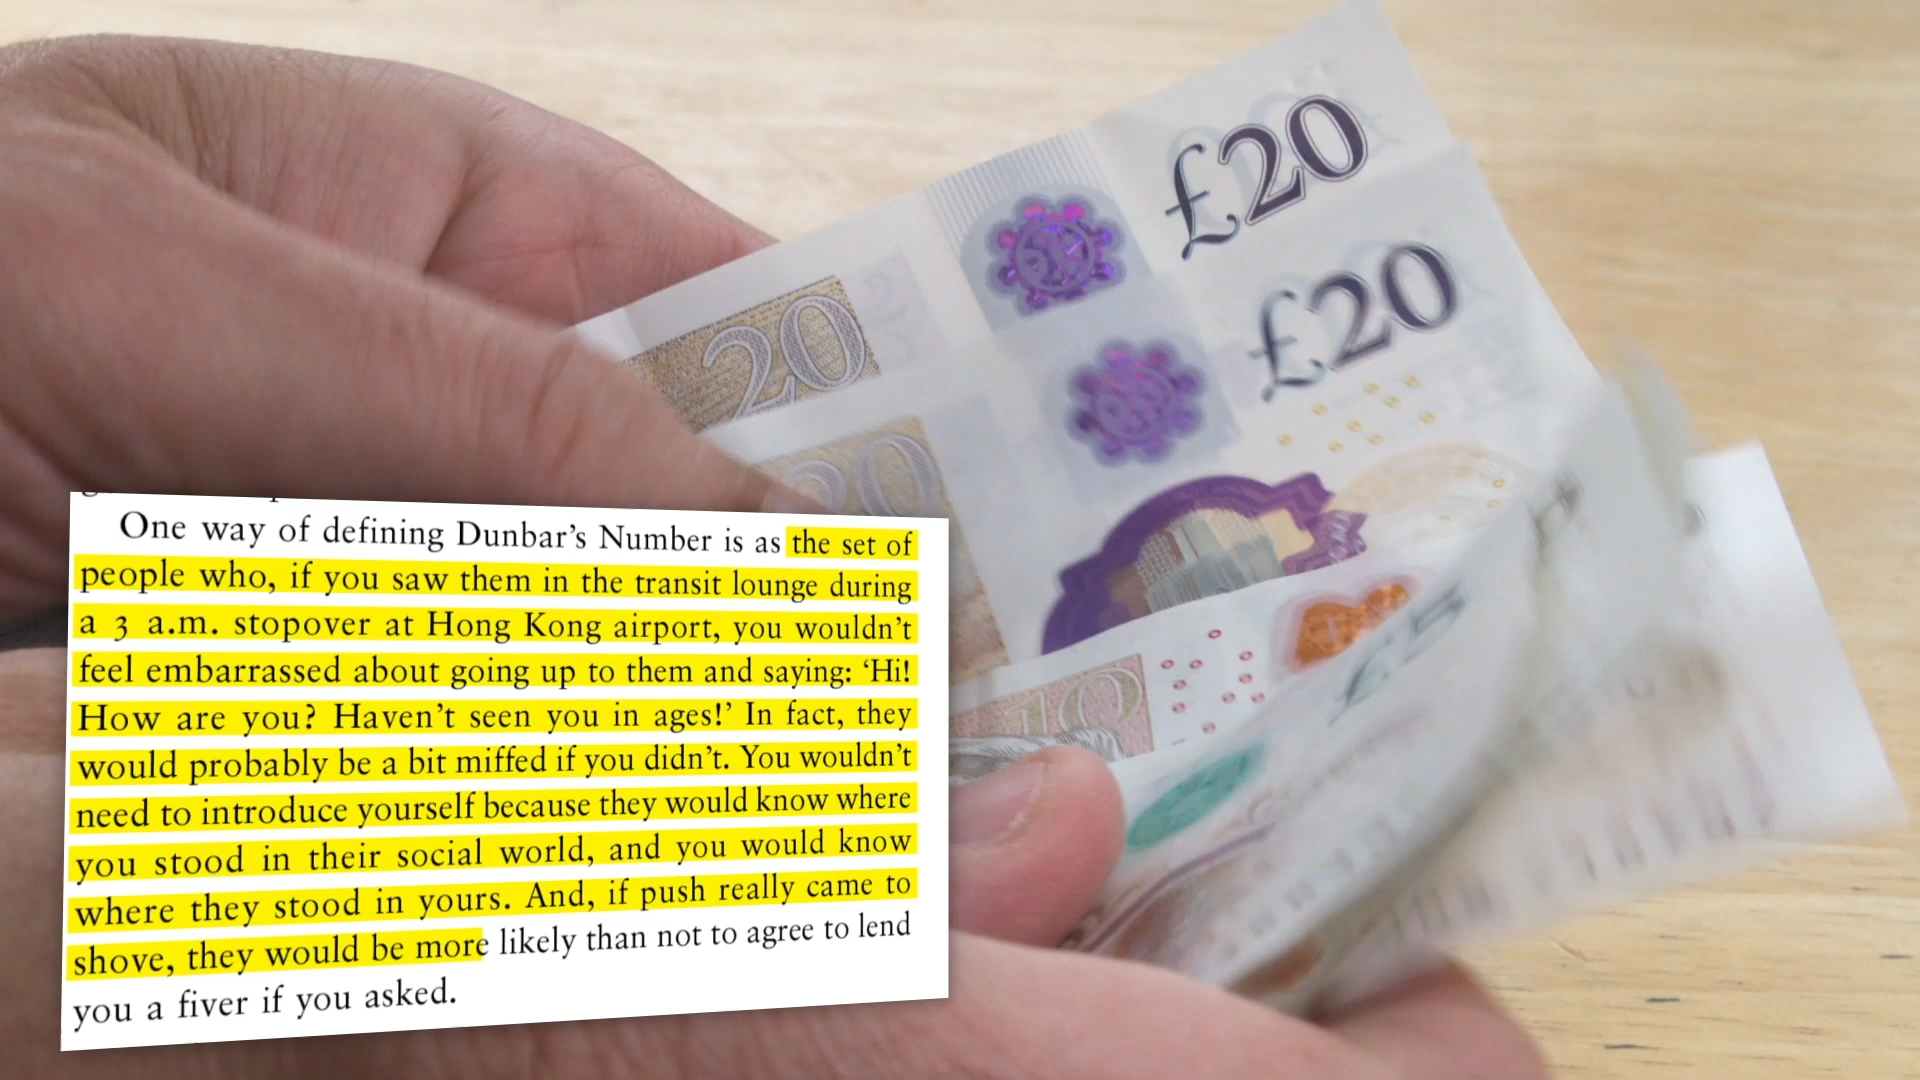 £20
£20
20
20
10
£5
One way of defining Dunbar's Number is as the set of
people who, if you saw them in the transit lounge during
a 3 a.m. stopover at Hong Kong airport, you wouldn't
feel embarrassed about going up to them and saying: 'Hi!
How are you? Haven't seen you in ages!' In fact, they
would probably be a bit miffed if you didn't. You wouldn't
need to introduce yourself because they would know where
you stood in their social world, and you would know
where they stood in yours. And, if push really came to
shove, they would be more likely than not to agree to lend
you a fiver if you asked.